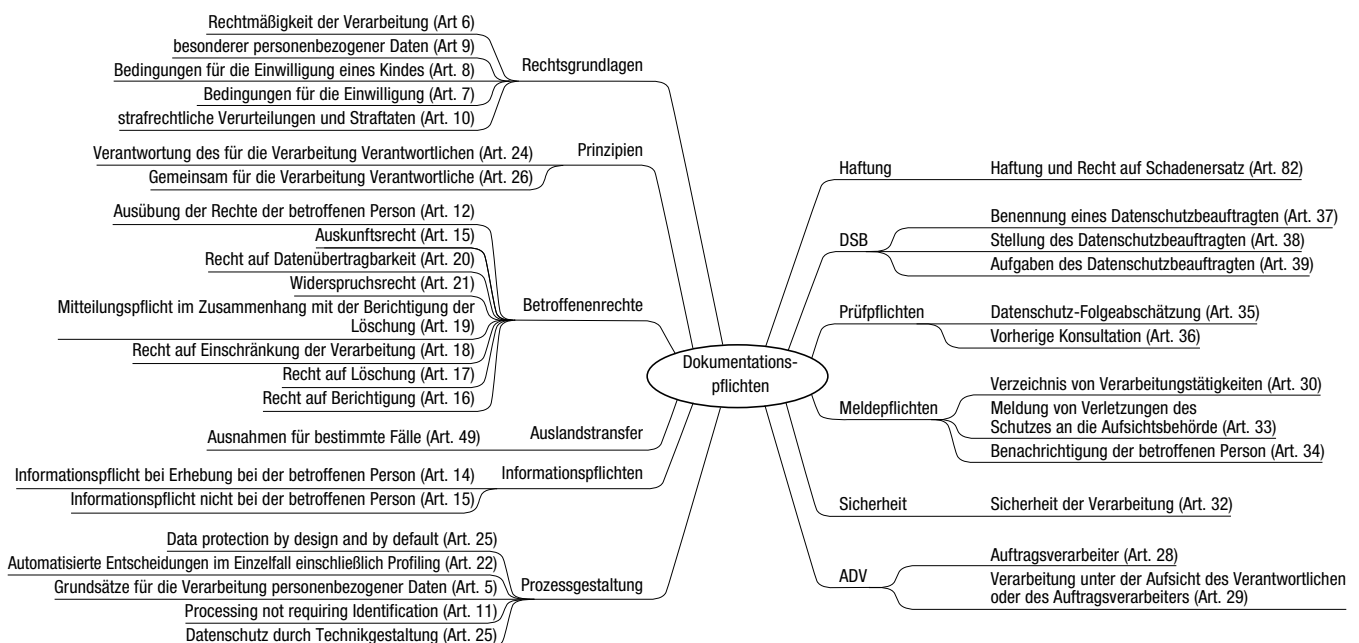 Rechtmäßigkeit der Verarbeitung (Art 6)
besonderer personenbezogener Daten (Art 9)
Bedingungen für die Einwilligung eines Kindes (Art. 8)
Bedingungen für die Einwilligung (Art. 7)
strafrechtliche Verurteilungen und Straftaten (Art. 10)
Rechtsgrundlagen
Verantwortung des für die Verarbeitung Verantwortlichen (Art. 24)
Gemeinsam für die Verarbeitung Verantwortliche (Art. 26)
Prinzipien
Ausübung der Rechte der betroffenen Person (Art. 12)
Auskunftsrecht (Art. 15)
Recht auf Datenübertragbarkeit (Art. 20)
Widerspruchsrecht (Art. 21)
Mitteilungspflicht im Zusammenhang mit der Berichtigung der
Löschung (Art. 19)
Recht auf Einschränkung der Verarbeitung (Art. 18)
Recht auf Löschung (Art. 17)
Recht auf Berichtigung (Art. 16)
Betroffenenrechte
Ausnahmen für bestimmte Fälle (Art. 49)
Auslandstransfer
Informationspflicht bei Erhebung bei der betroffenen Person (Art. 14)
Informationspflicht nicht bei der betroffenen Person (Art. 15)
Informationspflichten
Data protection by design and by default (Art. 25)
Automatisierte Entscheidungen im Einzelfall einschließlich Profiling (Art. 22)
Grundsätze für die Verarbeitung personenbezogener Daten (Art. 5)
Processing not requiring Identification (Art. 11)
Datenschutz durch Technikgestaltung (Art. 25)
Prozessgestaltung
Dokumentations-
pflichten
Haftung
Haftung und Recht auf Schadenersatz (Art. 82)
DSB
Benennung eines Datenschutzbeauftragten (Art. 37)
Stellung des Datenschutzbeauftragten (Art. 38)
Aufgaben des Datenschutzbeauftragten (Art. 39)
Prüfpflichten
Datenschutz-Folgeabschätzung (Art. 35)
Vorherige Konsultation (Art. 36)
Meldepflichten
Verzeichnis von Verarbeitungstätigkeiten (Art. 30)
Meldung von Verletzungen des
Schutzes an die Aufsichtsbehörde (Art. 33)
Benachrichtigung der betroffenen Person (Art. 34)
Sicherheit
Sicherheit der Verarbeitung (Art. 32)
ADV
Auftragsverarbeiter (Art. 28)
Verarbeitung unter der Aufsicht des Verantwortlichen
oder des Auftragsverarbeiters (Art. 29)